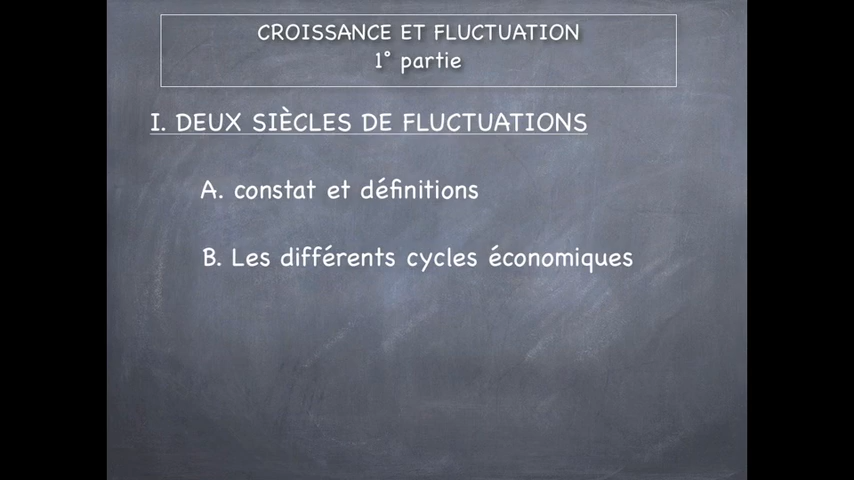 CROISSANCE ET FLUCTUATION
1° partie
I. DEUX SIÈCLES DE FLUCTUATIONS
A. constat et définitions
B. Les différents cycles économiques